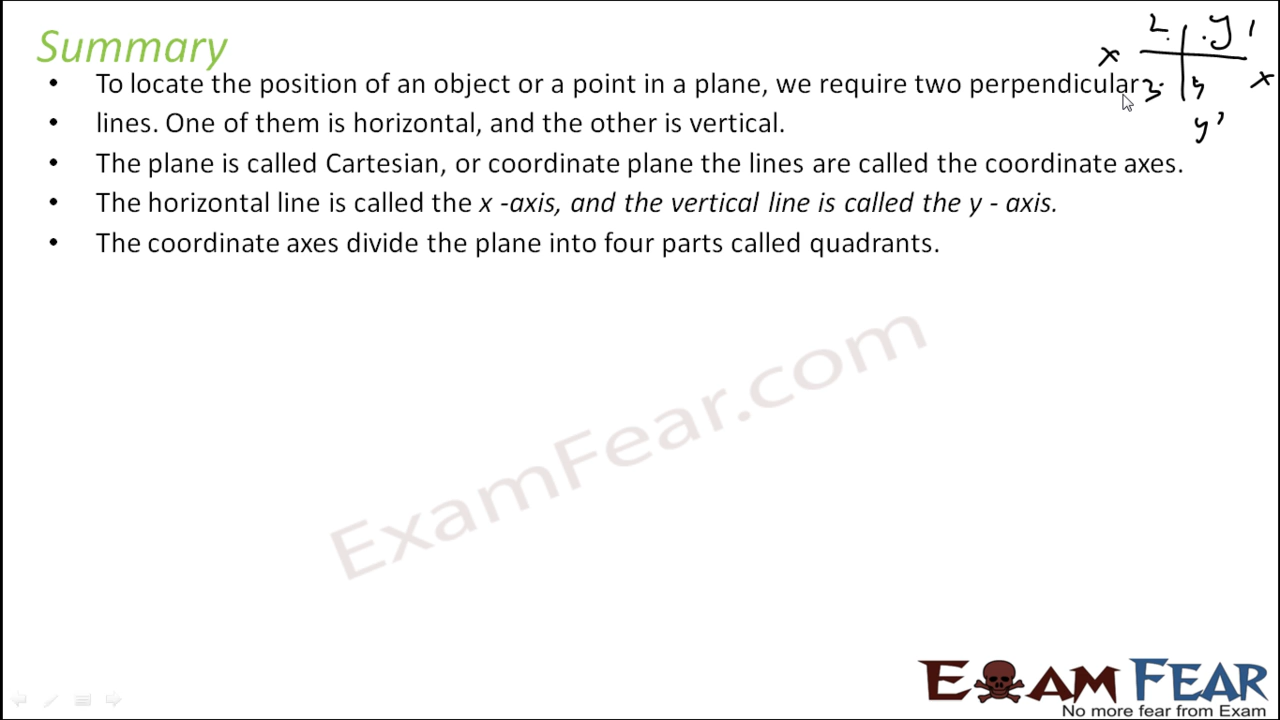 Summary
• To locate the position of an object or a point in a plane, we require two perpendicular
• lines. One of them is horizontal, and the other is vertical.
• The plane is called Cartesian, or coordinate plane the lines are called the coordinate axes.
• The horizontal line is called the x -axis, and the vertical line is called the y - axis.
• The coordinate axes divide the plane into four parts called quadrants.
2 y 1
x
3 x
y'
ExamFear.com
EXAM FEAR
No more fear from Exam